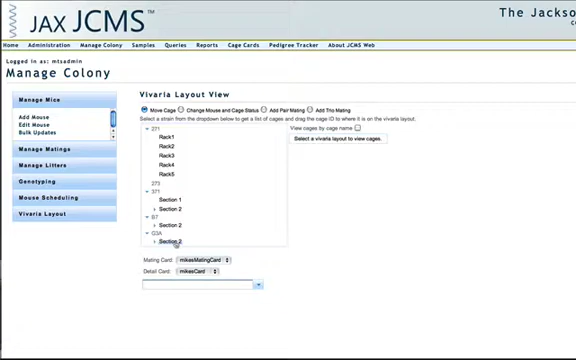 JAX JCMS™
The Jackso
Home Administration Manage Colony Samples Queries Reports Cage Cards Pedigree Tracker About JCMS Web
Logged in as: mtsadmin
Manage Colony
Manage Mice
Add Mouse
Edit Mouse
Bulk Updates
Manage Matings
Manage Litters
Genotyping
Mouse Scheduling
Vivaria Layout
Vivaria Layout View
Move Cage Change Mouse and Cage Status Add Pair Mating Add Trio Mating
Select a strain from the dropdown below to get a list of cages and drag the cage ID to where it is on the vivaria layout.
271
Rack1
Rack2
Rack3
Rack4
Rack5
273
371
Section 1
Section 2
B7
Section 2
G3A
Section 2
View cages by cage name
Select a vivaria layout to view cages.
Mating Card: mikesMatingCard
Detail Card: mikesCard